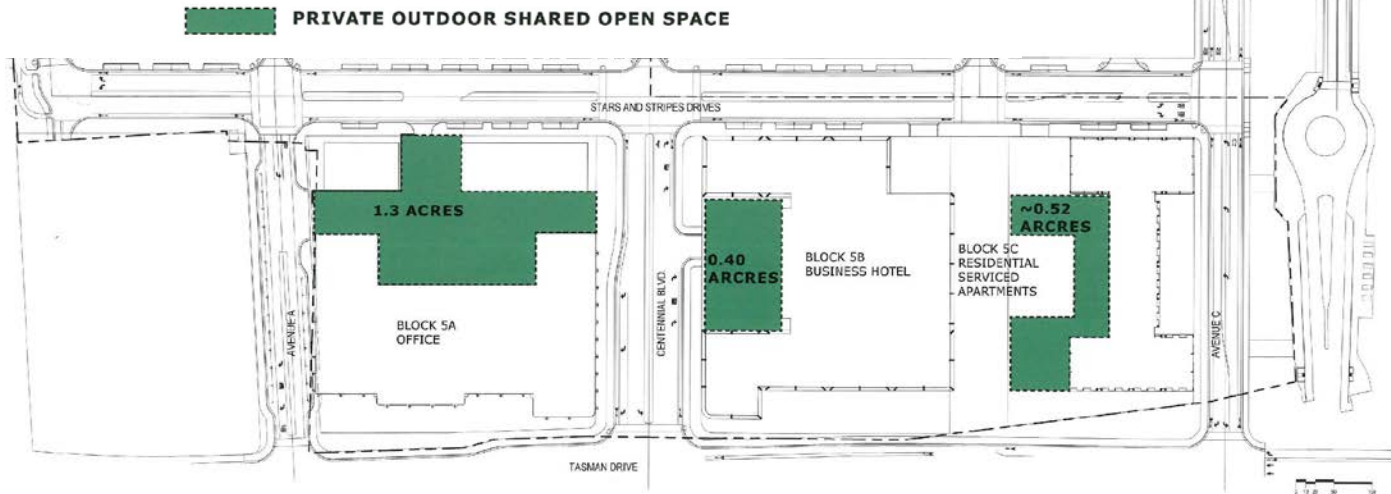 PRIVATE OUTDOOR SHARED OPEN SPACE
STARS AND STRIPES DRIVES
1.3 ACRES
~0.52
ARCRES
0.40
ARCRES
BLOCK 5B
BUSINESS HOTEL
BLOCK 5C
RESIDENTIAL
SERVICED
APARTMENTS
BLOCK 5A
OFFICE
AVENUE A
CENTENNIAL BLVD.
AVENUE C
TASMAN DRIVE